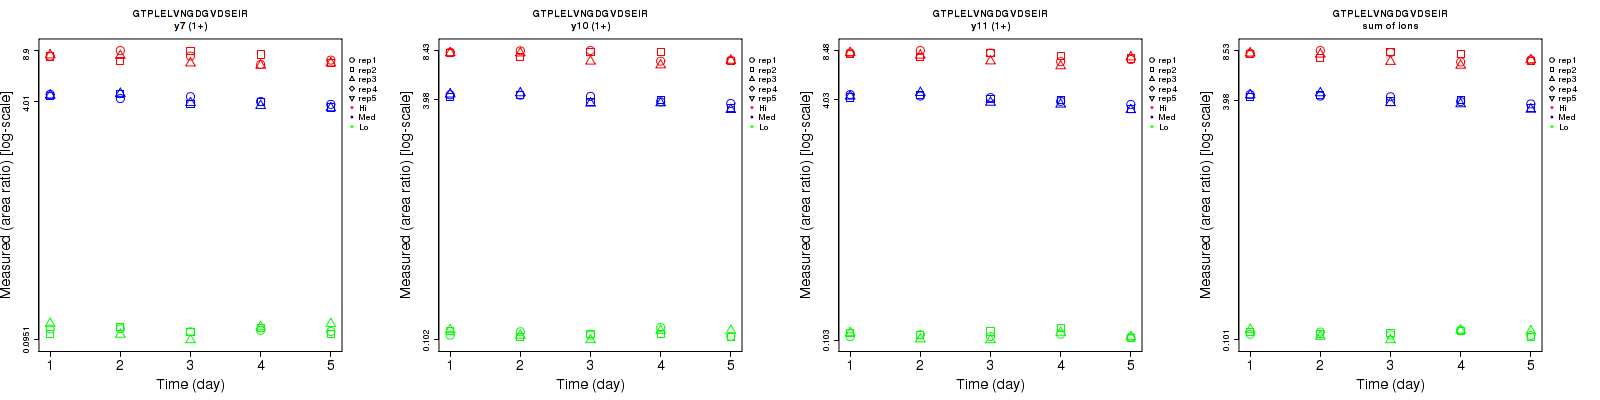 GTPLELVNGDGVDSEIR
y7 (1+)
Measured (area ratio) [log-scale]
8.9
4.01
0.0951
1 2 3 4 5
Time (day)
rep1
rep2
rep3
rep4
rep5
Hi
Med
Lo
GTPLELVNGDGVDSEIR
y10 (1+)
Measured (area ratio) [log-scale]
8.43
3.98
0.102
1 2 3 4 5
Time (day)
rep1
rep2
rep3
rep4
rep5
Hi
Med
Lo
GTPLELVNGDGVDSEIR
y11 (1+)
Measured (area ratio) [log-scale]
8.48
4.03
0.103
1 2 3 4 5
Time (day)
rep1
rep2
rep3
rep4
rep5
Hi
Med
Lo
GTPLELVNGDGVDSEIR
sum of ions
Measured (area ratio) [log-scale]
8.53
3.98
0.101
1 2 3 4 5
Time (day)
rep1
rep2
rep3
rep4
rep5
Hi
Med
Lo